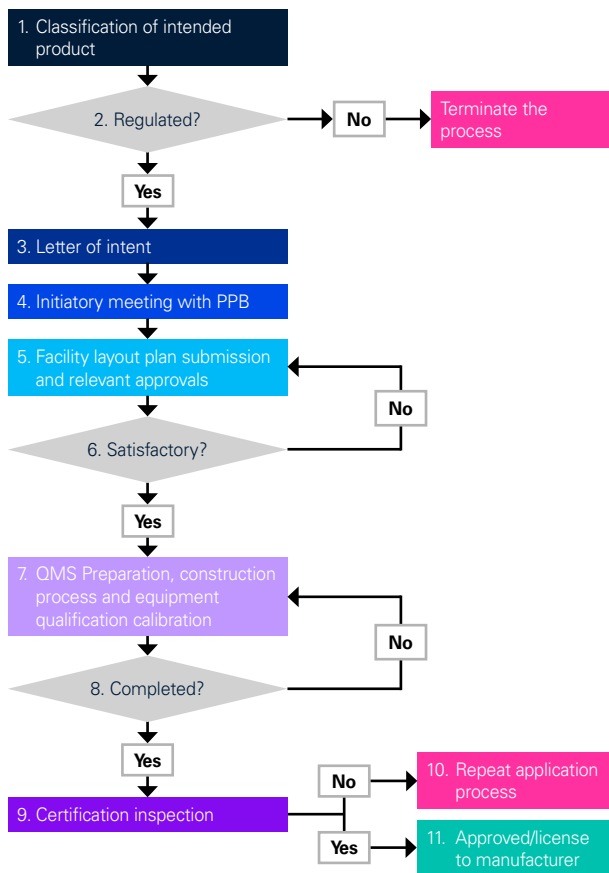 1. Classification of intended
product
2. Regulated?
No
Terminate the
process
Yes
3. Letter of intent
4. Initiatory meeting with PPB
5. Facility layout plan submission
and relevant approvals
No
6. Satisfactory?
Yes
7. QMS Preparation, construction
process and equipment
qualification calibration
No
8. Completed?
Yes
9. Certification inspection
No
10. Repeat application
process
Yes
11. Approved/license
to manufacturer